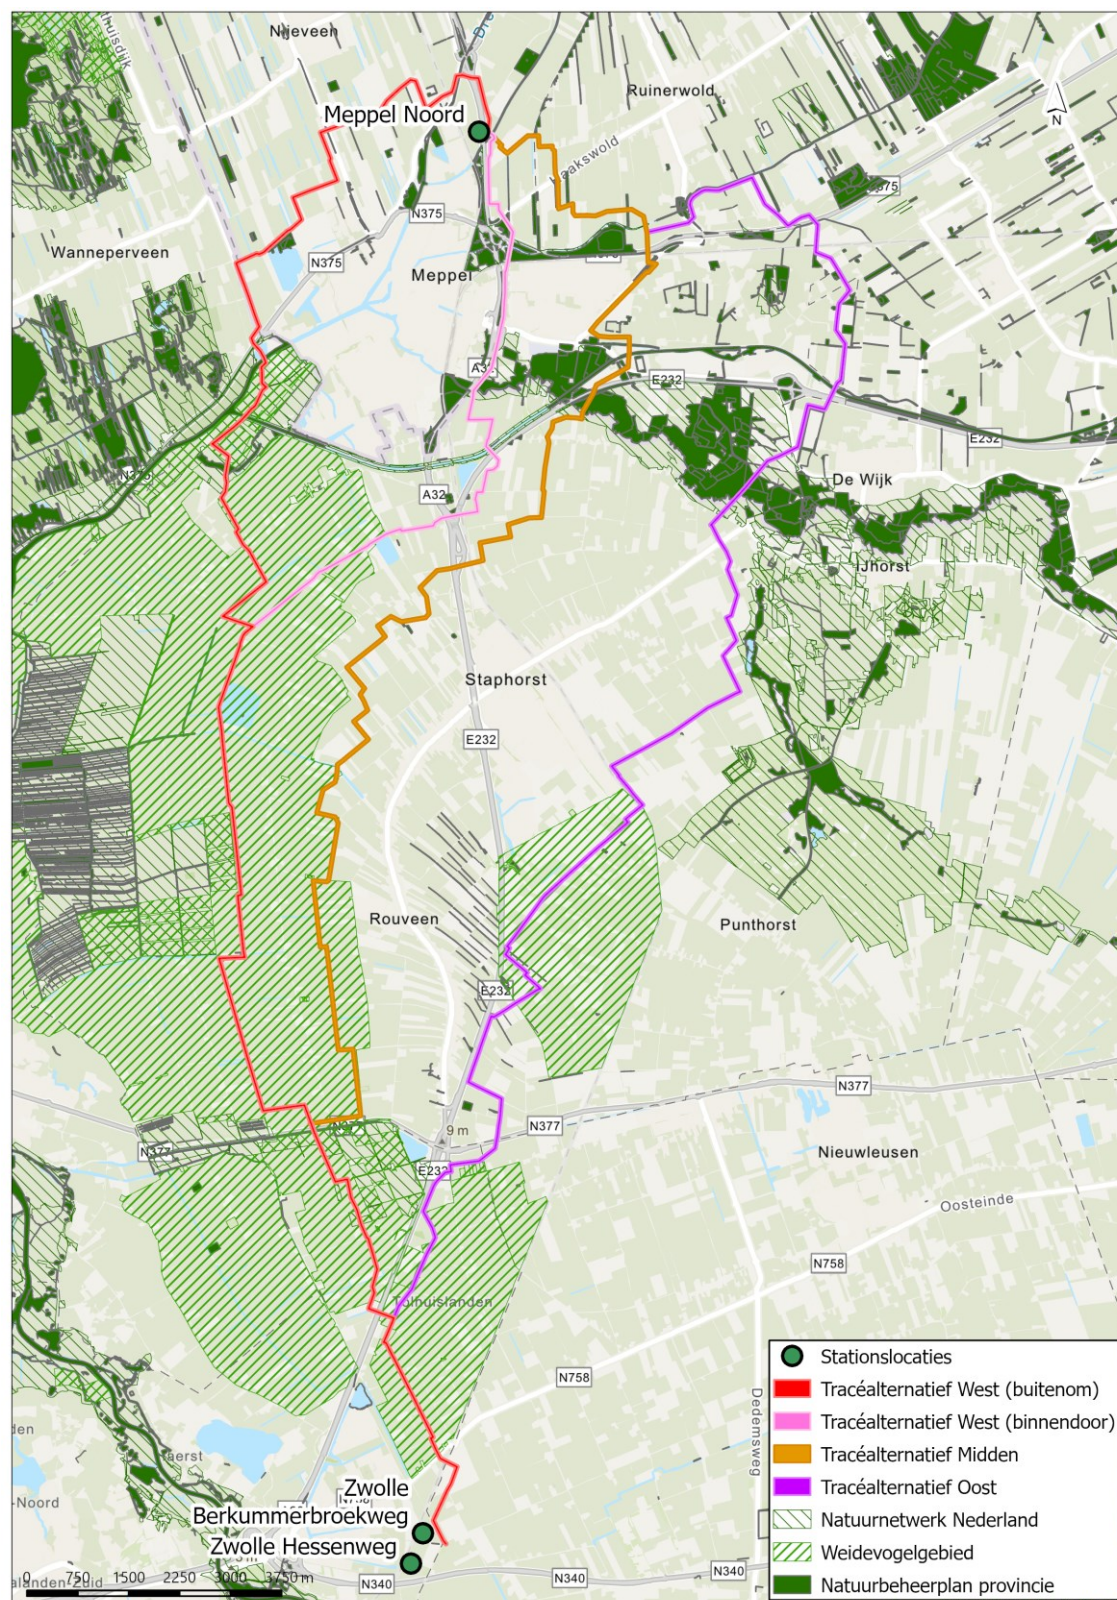 Nijeveen
Ruinerwold
Meppel Noord
N
Haakswold
N375
N375
Wanneperveen
N375
Meppel
E232
E232
De Wijk
A32
IJhorst
Staphorst
E232
Rouveen
Punthorst
E232
N377
9 m
N377
N377
E232
Nieuwleusen
Oosteinde
N758
Tolhuislanden
N758
Dedemsweg
Zwolle
Berkummerbroekweg
Zwolle Hessenweg
N340
N340
N340
0 750 1500 2250 3000 3750 m
Stationslocaties
Tracéalternatief West (buitenom)
Tracéalternatief West (binnendoor)
Tracéalternatief Midden
Tracéalternatief Oost
Natuurnetwerk Nederland
Weidevogelgebied
Natuurbeheerplan provincie